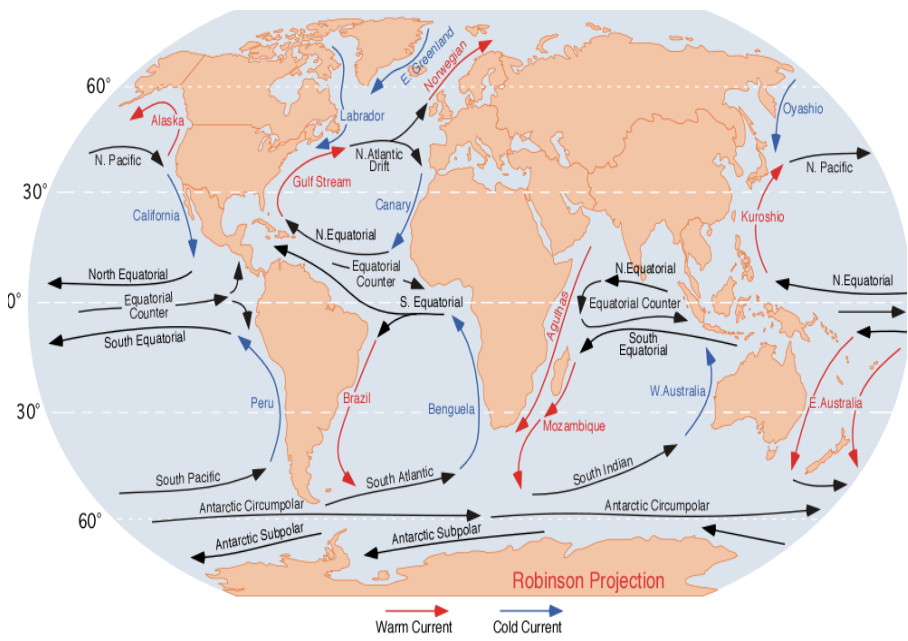 60°
E. Greenland
Norwegian
Labrador
Alaska
Oyashio
N. Pacific
N.Atlantic
Drift
N. Pacific
30°
Gulf Stream
California
Canary
Kuroshio
N.Equatorial
North Equatorial
Equatorial
Counter
N.Equatorial
N.Equatorial
0°
Equatorial
Counter
S. Equatorial
Equatorial Counter
Agulhas
South Equatorial
South
Equatorial
Peru
Brazil
Benguela
W.Australia
E.Australia
30°
Mozambique
South Pacific
South Atlantic
South Indian
Antarctic Circumpolar
Antarctic Circumpolar
60°
Antarctic Subpolar
Antarctic Subpolar
Robinson Projection
Warm Current
Cold Current